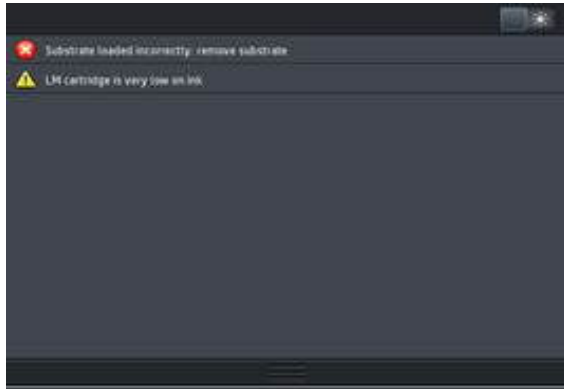 Substrate loaded incorrectly: remove substrate
LM cartridge is very low on ink